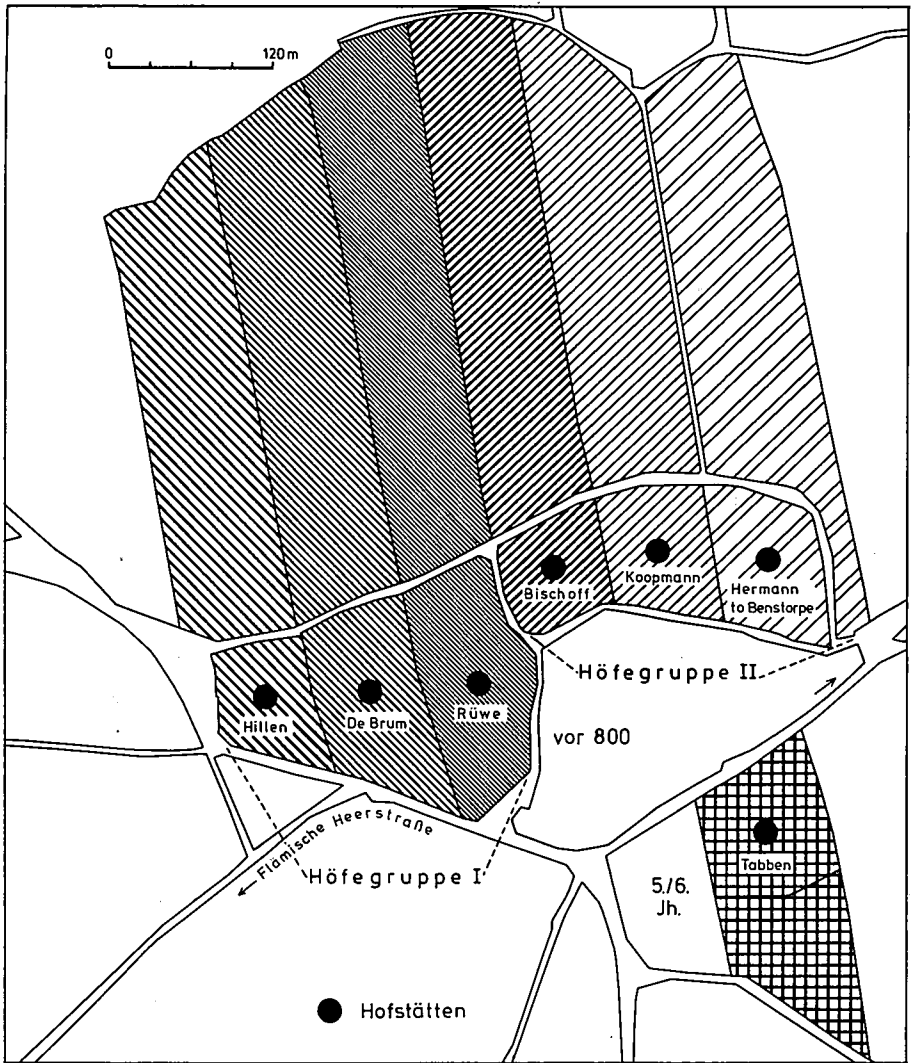 0 120 m
Bischoff
Koopmann
Hermann
to Benstorpe
Höfegruppe II
Hillen
De Brum
Rüwe
vor 800
Flämische Heerstraße
Höfegruppe I
Tabben
5./6.
Jh.
Hofstätten